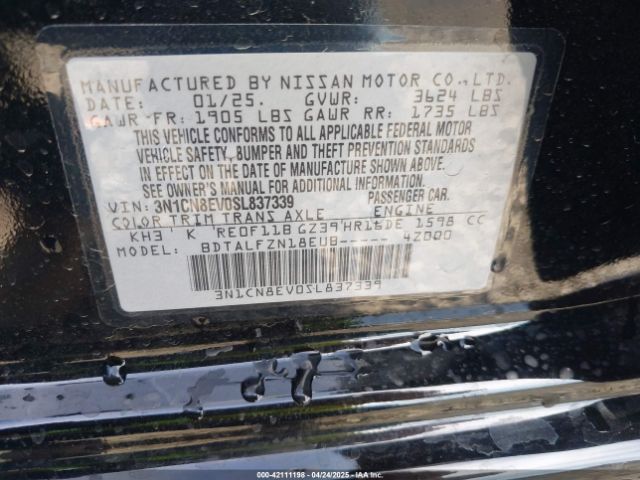 MANUFACTURED BY NISSAN MOTOR CO., LTD.
DATE: 01/25. GVWR: 3624 LBS
GAWR FR: 1905 LBS GAWR RR: 1735 LBS
THIS VEHICLE CONFORMS TO ALL APPLICABLE FEDERAL MOTOR
VEHICLE SAFETY, BUMPER AND THEFT PREVENTION STANDARDS
IN EFFECT ON THE DATE OF MANUFACTURE SHOWN ABOVE.
SEE OWNER'S MANUAL FOR ADDITIONAL INFORMATION.
VIN: 3N1CN8EV0SL837339 PASSENGER CAR
COLOR TRIM TRANS AXLE ENGINE
KH3 K RE0F11B GZ39 HR16DE 1598 CC
MODEL: BDTALFZN18EUB----- 4Z000
3N1CN8EV0SL837339
000-42111198 - 04/24/2025 - IAAI.COM